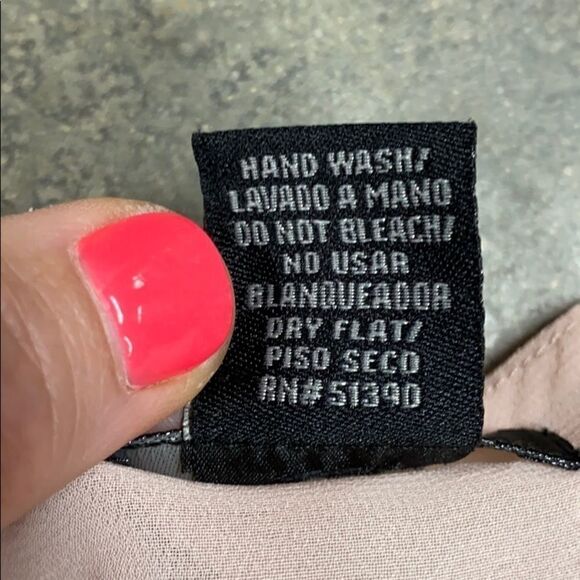 HAND WASH/
LAVADO A MANO
DO NOT BLEACH/
NO USAR
BLANQUEADOR
DRY FLAT/
PISO SECO
RN#51390